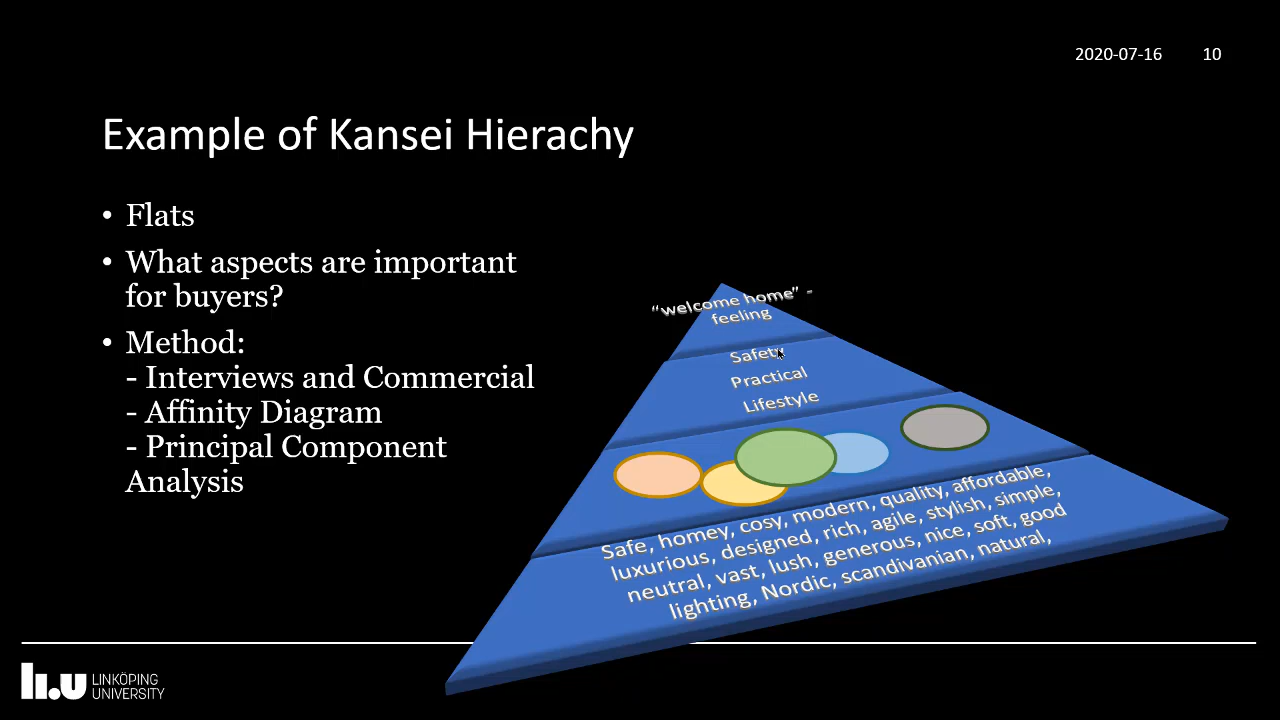 2020-07-16 10
Example of Kansei Hierachy
• Flats
• What aspects are important
for buyers?
• Method:
- Interviews and Commercial
- Affinity Diagram
- Principal Component
Analysis
"welcome home" -
feeling
Safety
Practical
Lifestyle
Safe, homey, cosy, modern, quality, affordable,
luxurious, designed, rich, agile, stylish, simple,
neutral, vast, lush, generous, nice, soft, good
lighting, Nordic, scandivanian, natural,
LINKÖPING
UNIVERSITY